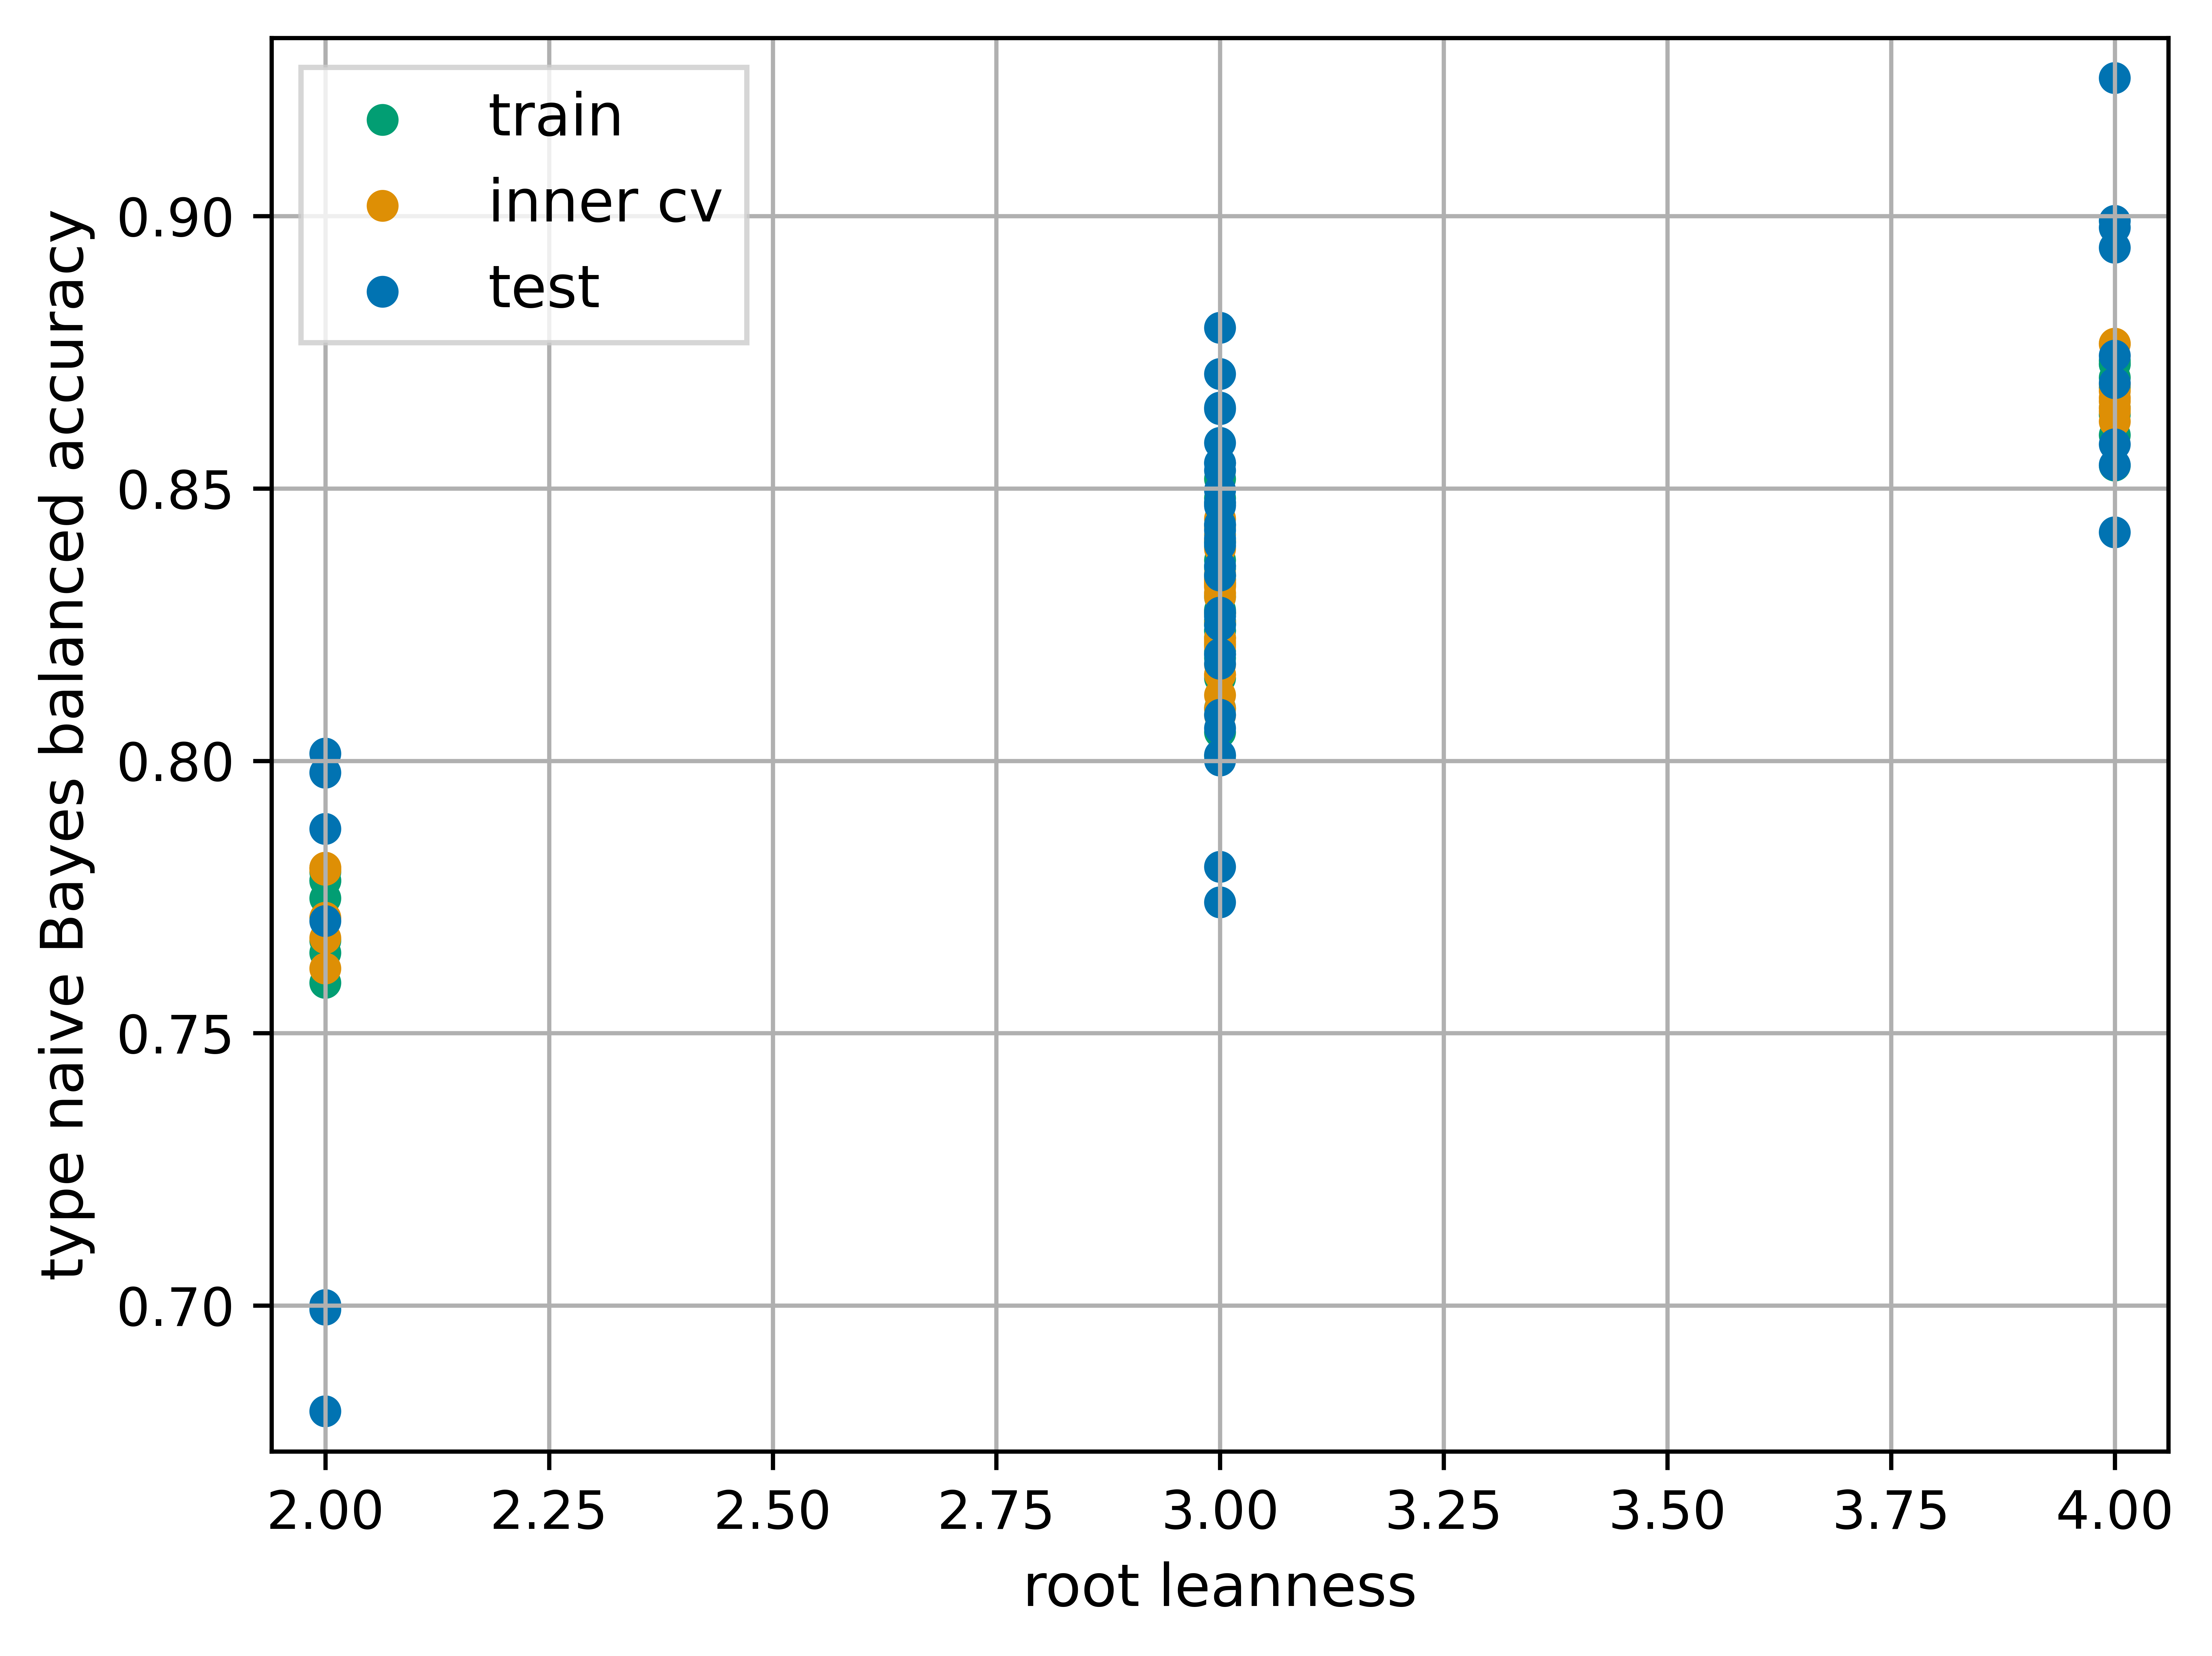 train
inner cv
test
type naive Bayes balanced accuracy
0.90
0.85
0.80
0.75
0.70
2.00 2.25 2.50 2.75 3.00 3.25 3.50 3.75 4.00
root leanness